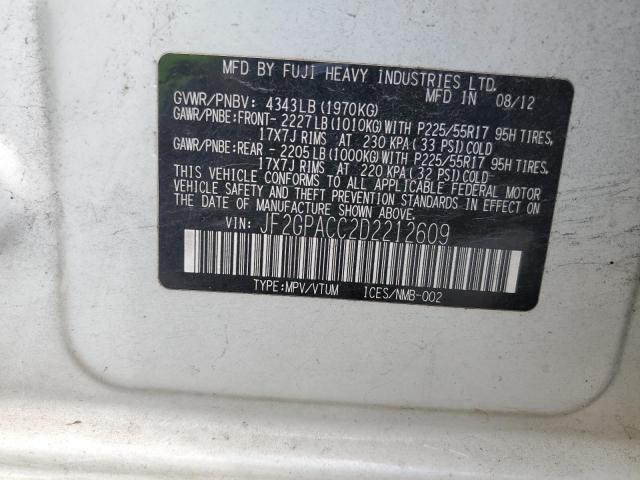 MFD BY FUJI HEAVY INDUSTRIES LTD.
MFD IN 08/12
GVWR/PNBV: 4343LB (1970KG)
GAWR/PNBE:FRONT- 2227LB (1010KG) WITH P225/55R17 95H TIRES,
17X7J RIMS AT 230 KPA (33 PSI) COLD
GAWR/PNBE:REAR - 2205LB (1000KG) WITH P225/55R17 95H TIRES,
17X7J RIMS AT 220 KPA (32 PSI) COLD
THIS VEHICLE CONFORMS TO ALL APPLICABLE FEDERAL MOTOR
VEHICLE SAFETY AND THEFT PREVENTION STANDARDS IN EFFECT ON
THE DATE OF MANUFACTURE SHOWN ABOVE.
VIN: JF2GPACC2D2212609
TYPE:MPV/VTUM ICES/NMB-002